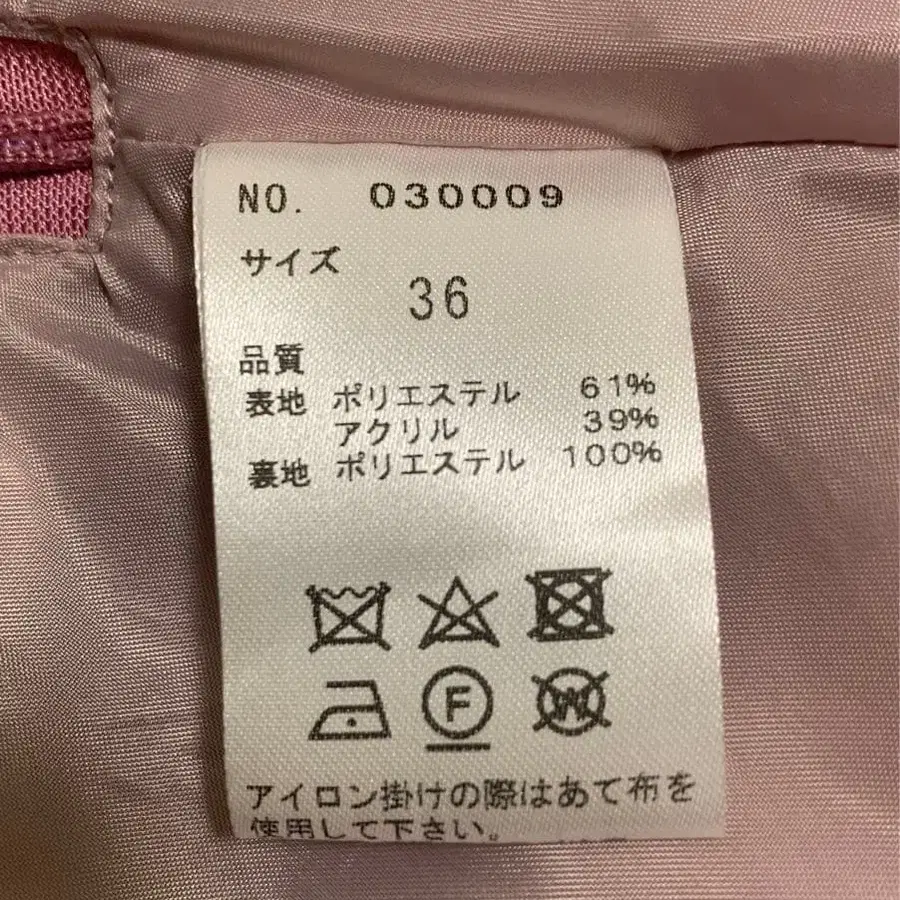 NO. 030009
サイズ
36
品質
表地 ポリエステル 61%
アクリル 39%
裏地 ポリエステル 100%
F W
アイロン掛けの際はあて布を
使用して下さい。